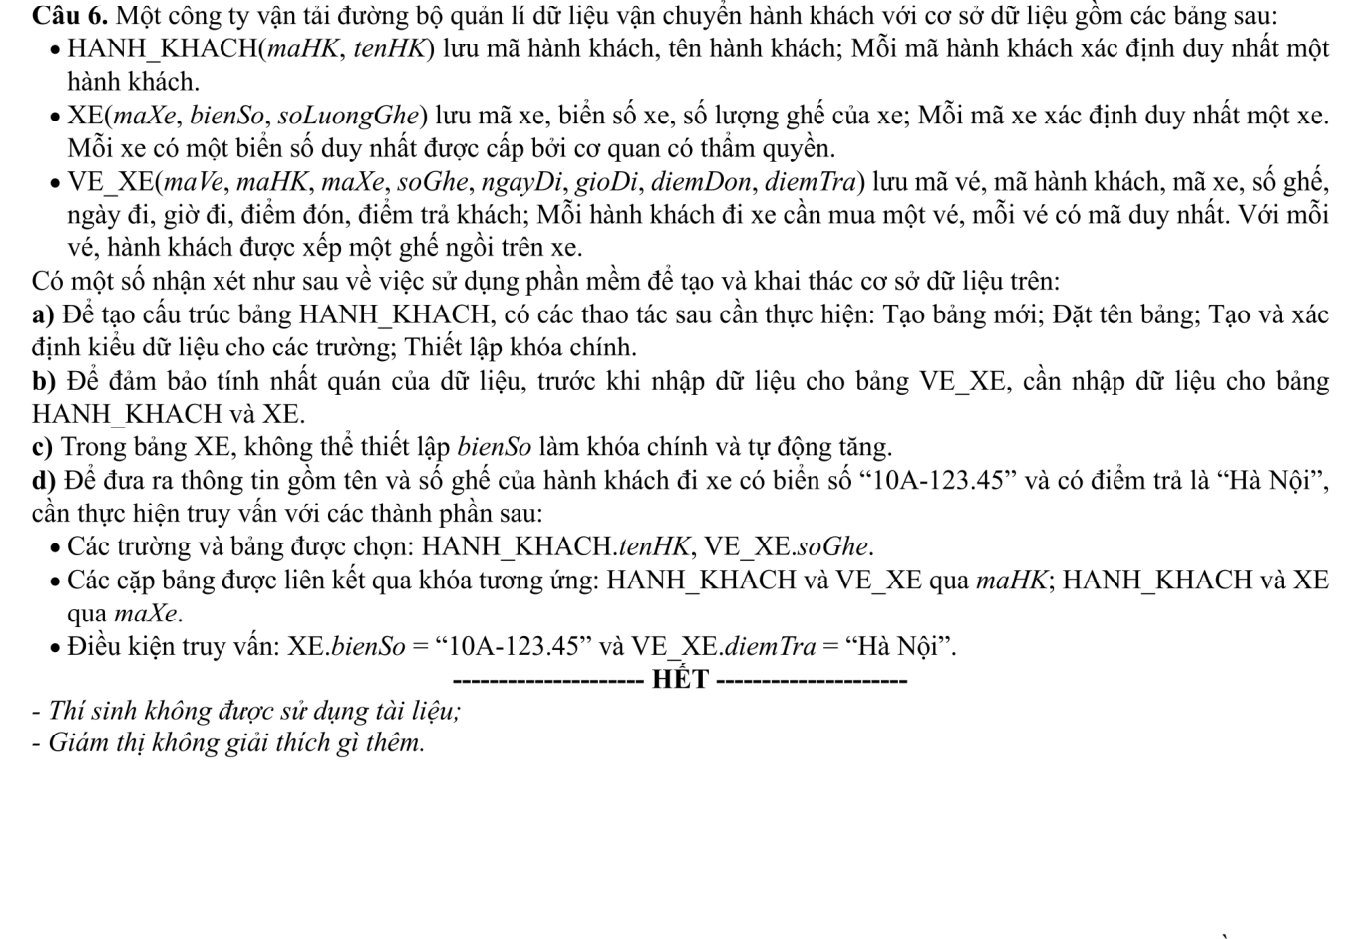 Câu 6. Một công ty vận tải đường bộ quản lí dữ liệu vận chuyển hành khách với cơ sở dữ liệu gồm các bảng sau:
• HANH_KHACH(maHK, tenHK) lưu mã hành khách, tên hành khách; Mỗi mã hành khách xác định duy nhất một
hành khách.
• XE(maXe, bienSo, soLuongGhe) lưu mã xe, biển số xe, số lượng ghế của xe; Mỗi mã xe xác định duy nhất một xe.
Mỗi xe có một biển số duy nhất được cấp bởi cơ quan có thẩm quyền.
• VE_XE(maVe, maHK, maXe, soGhe, ngayDi, gioDi, diemDon, diemTra) lưu mã vé, mã hành khách, mã xe, số ghế,
ngày đi, giờ đi, điểm đón, điểm trả khách; Mỗi hành khách đi xe cần mua một vé, mỗi vé có mã duy nhất. Với mỗi
vé, hành khách được xếp một ghế ngồi trên xe.
Có một số nhận xét như sau về việc sử dụng phần mềm để tạo và khai thác cơ sở dữ liệu trên:
a) Để tạo cấu trúc bảng HANH_KHACH, có các thao tác sau cần thực hiện: Tạo bảng mới; Đặt tên bảng; Tạo và xác
định kiểu dữ liệu cho các trường; Thiết lập khóa chính.
b) Để đảm bảo tính nhất quán của dữ liệu, trước khi nhập dữ liệu cho bảng VE_XE, cần nhập dữ liệu cho bảng
HANH_KHACH và XE.
c) Trong bảng XE, không thể thiết lập bienSo làm khóa chính và tự động tăng.
d) Để đưa ra thông tin gồm tên và số ghế của hành khách đi xe có biển số “10A-123.45” và có điểm trả là “Hà Nội”,
cần thực hiện truy vấn với các thành phần sau:
• Các trường và bảng được chọn: HANH_KHACH.tenHK, VE_XE.soGhe.
• Các cặp bảng được liên kết qua khóa tương ứng: HANH_KHACH và VE_XE qua maHK; HANH_KHACH và XE
qua maXe.
• Điều kiện truy vấn: XE.bienSo = “10A-123.45” và VE_XE.diemTra = “Hà Nội”.
--------------------- HẾT ---------------------
- Thí sinh không được sử dụng tài liệu;
- Giám thị không giải thích gì thêm.